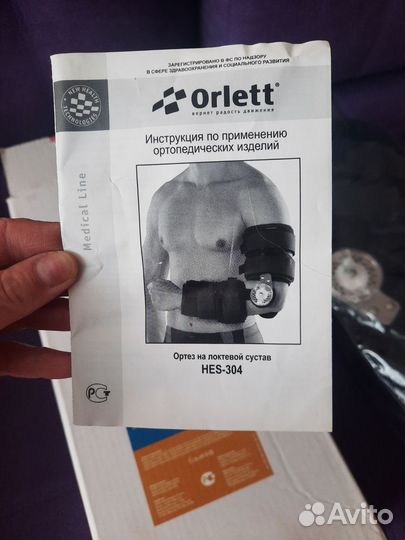 ЗАРЕГИСТРИРОВАНО В ФС ПО НАДЗОРУ
В СФЕРЕ ЗДРАВООХРАНЕНИЯ И СОЦИАЛЬНОГО РАЗВИТИЯ
NEW HEALTH
TECHNOLOGIES
Orlett®
вернет радость движения
Инструкция по применению
ортопедических изделий
Medical Line
Ортез на локтевой сустав
HES-304
РСТ
Avito